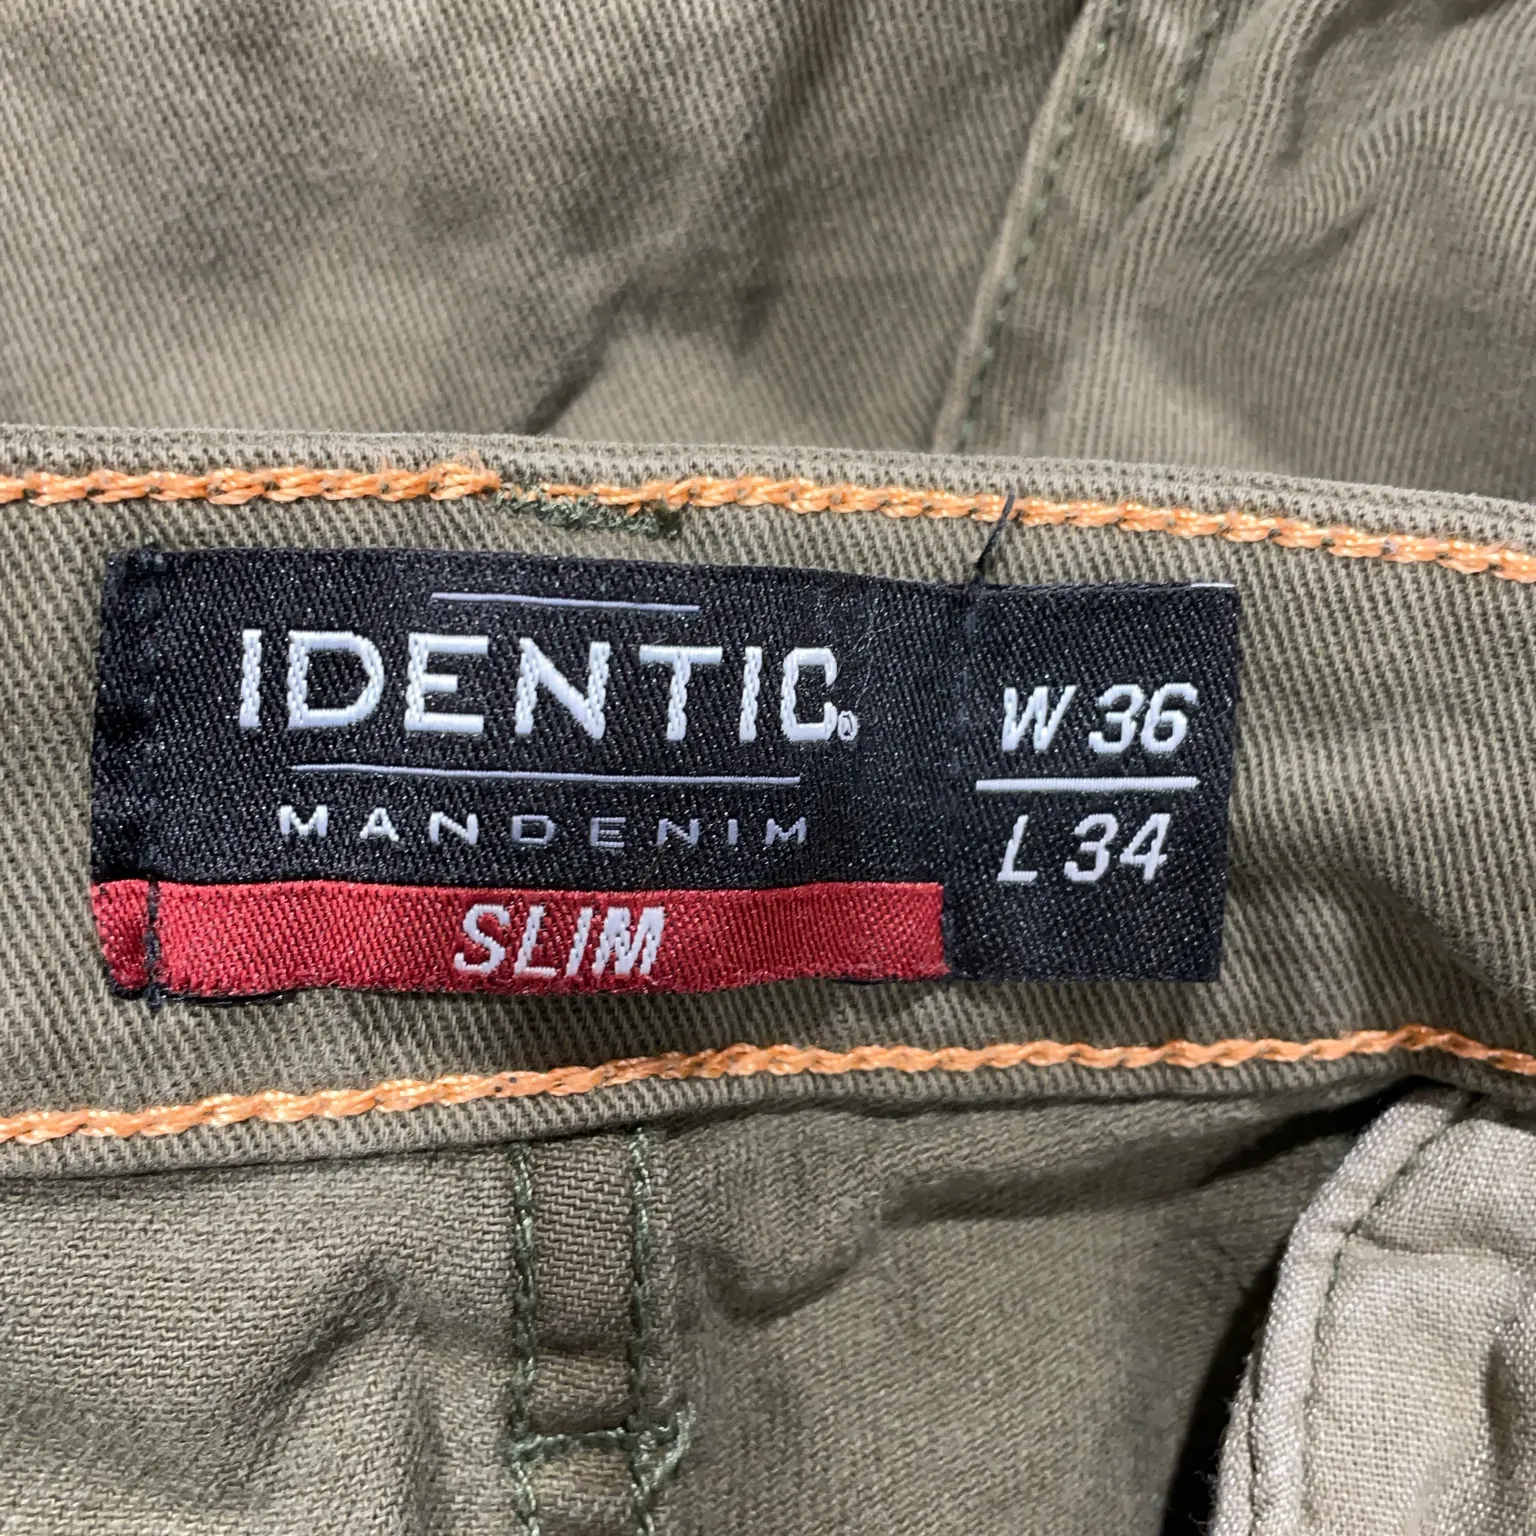 IDENTIC®
MANDENIM
SLIM
W 36
L 34